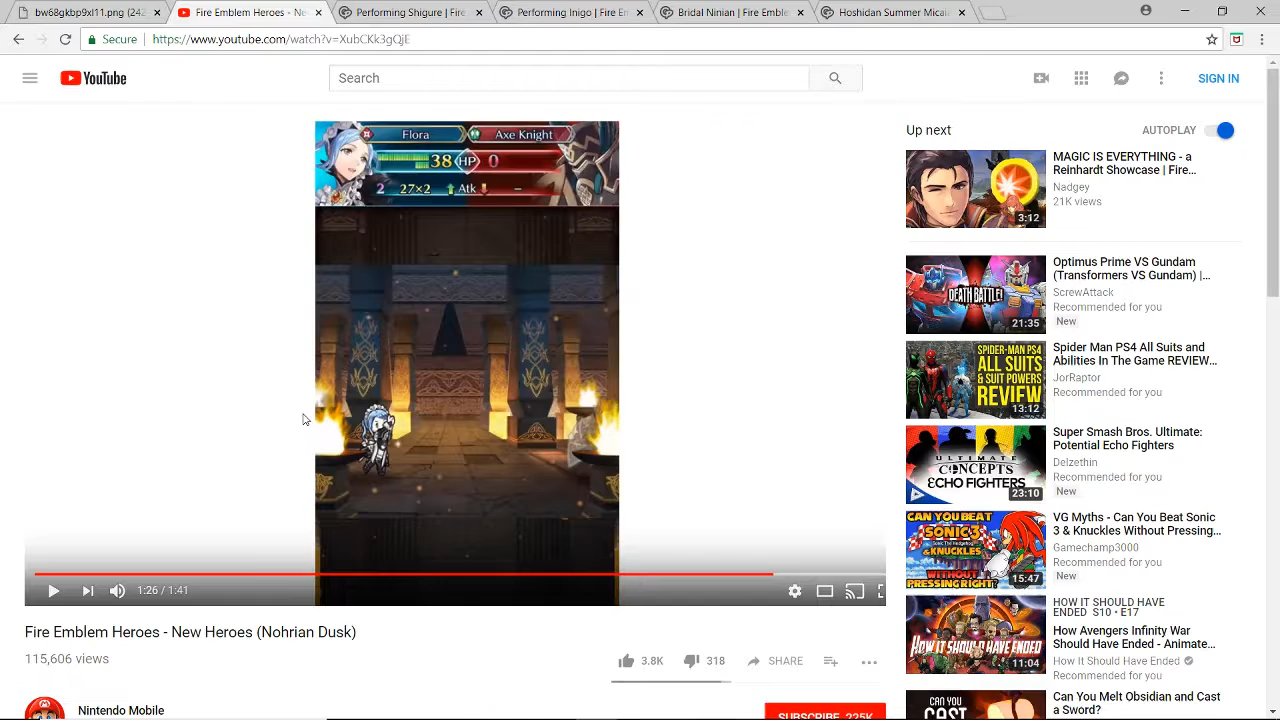 bw68gkbgbxl11.png (242
Fire Emblem Heroes - Ne
Performing Shigure | Fire
Performing Inigo | Fire E
Bridal Ninian | Fire Emble
Hoshidan Summer Micai
Secure
https://www.youtube.com/watch?v=XubCKk3gQjE
YouTube
Search
SIGN IN
Flora
Axe Knight
38 HP 0
2 27×2 Atk –
Up next
AUTOPLAY
MAGIC IS EVERYTHING - a
Reinhardt Showcase | Fire...
Nadgey
21K views
3:12
DEATH BATTLE!
21:35
Optimus Prime VS Gundam
(Transformers VS Gundam) |...
ScrewAttack
Recommended for you
New
SPIDER-MAN PS4
ALL SUITS
& SUIT POWERS
REVIEW
13:12
Spider Man PS4 All Suits and
Abilities In The Game REVIEW...
JorRaptor
Recommended for you
ULTIMATE
CONCEPTS
ECHO FIGHTERS
23:10
Super Smash Bros. Ultimate:
Potential Echo Fighters
Delzethin
Recommended for you
New
CAN YOU BEAT
SONIC 3
& KNUCKLES
WITHOUT
PRESSING RIGHT?
15:47
VG Myths - Can You Beat Sonic
3 & Knuckles Without Pressing...
Gamechamp3000
Recommended for you
New
HOW IT SHOULD HAVE ENDED
11:04
HOW IT SHOULD HAVE
ENDED S10 • E17
How Avengers Infinity War
Should Have Ended - Animate...
How It Should Have Ended
Recommended for you
CAN YOU
CAST
Can You Melt Obsidian and Cast
a Sword?
1:26 / 1:41
Fire Emblem Heroes - New Heroes (Nohrian Dusk)
115,606 views
3.8K
318
SHARE
Nintendo Mobile
SUBSCRIBE 225K